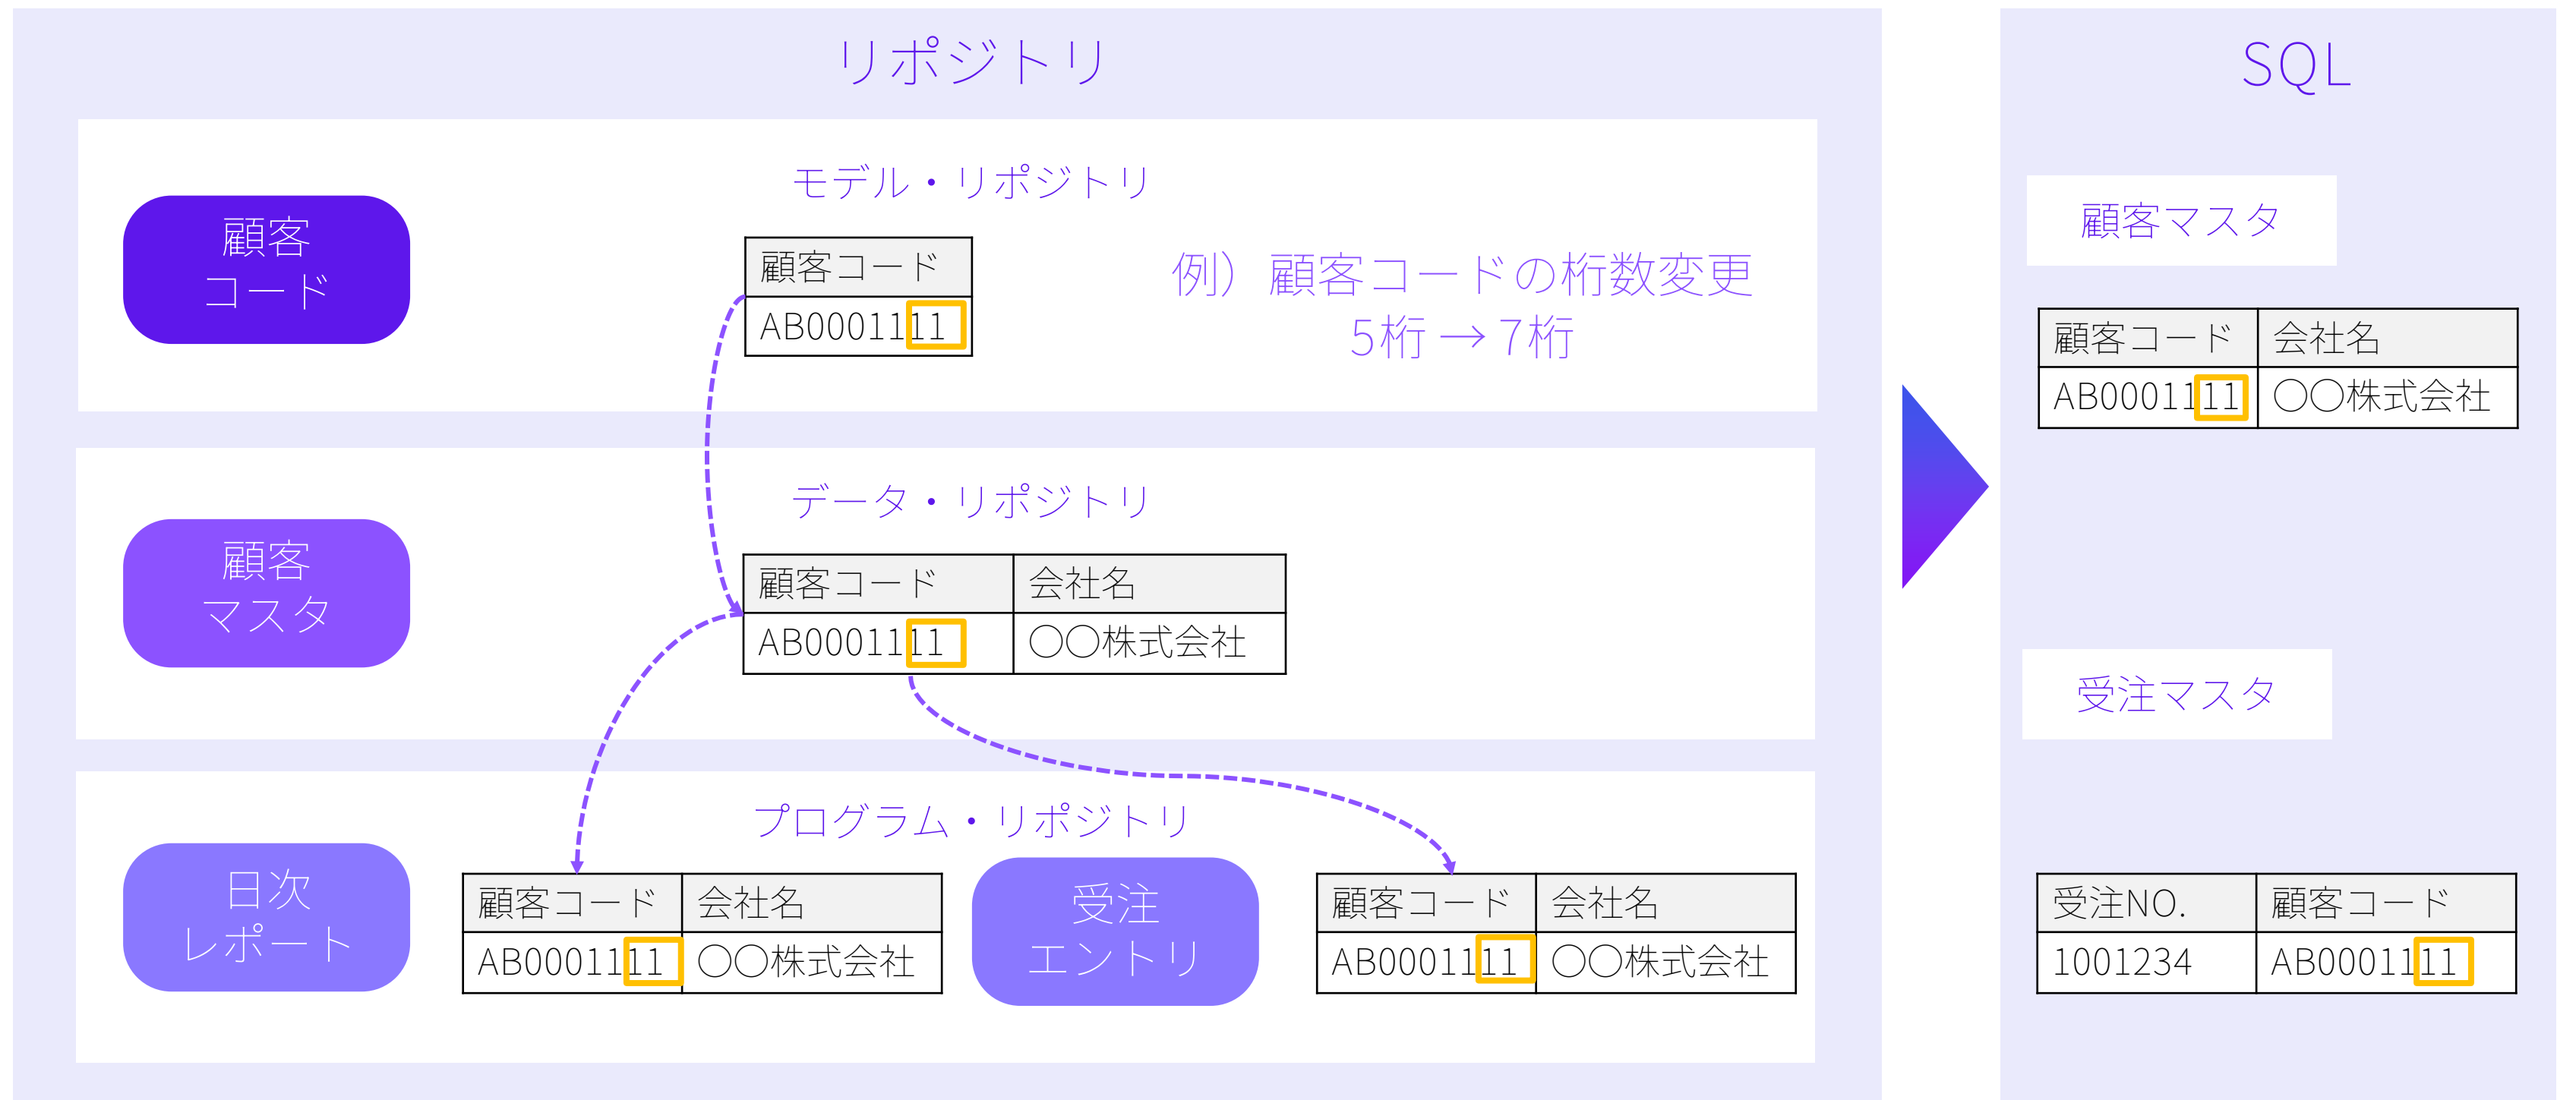 リポジトリ
モデル・リポジトリ
顧客
コード
顧客コード
AB0001111
例）顧客コードの桁数変更
5桁 → 7桁
データ・リポジトリ
顧客
マスタ
顧客コード 会社名
AB0001111 〇〇株式会社
プログラム・リポジトリ
日次
レポート
顧客コード 会社名
AB0001111 〇〇株式会社
受注
エントリ
顧客コード 会社名
AB0001111 〇〇株式会社
SQL
顧客マスタ
顧客コード 会社名
AB0001111 〇〇株式会社
受注マスタ
受注NO. 顧客コード
1001234 AB0001111